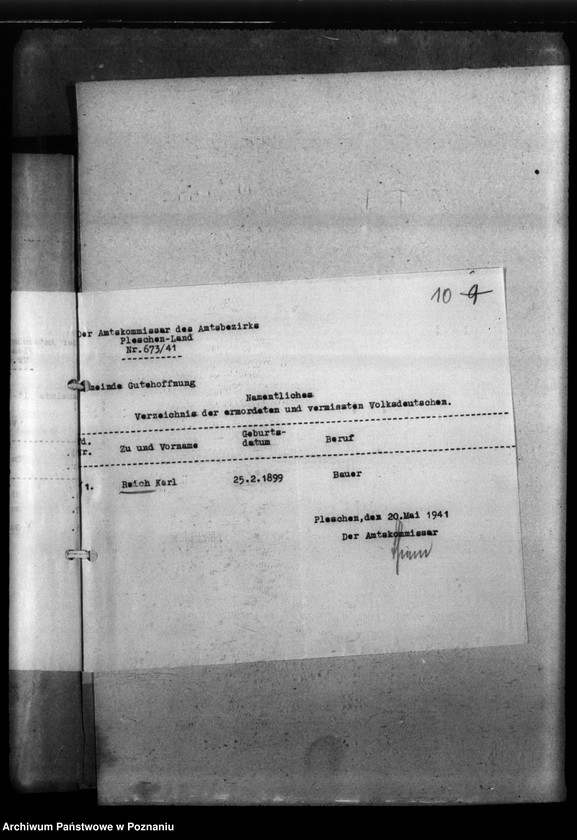 10 9
Der Amtskommissar des Amtsbezirks
Pleschen-Land
Nr.673/41
meinde Gutehoffnung
Namentliches
Verzeichnis der ermordeten und vermissten Volksdeutschen.
d.
r. Zu und Vorname Geburts-
datum Beruf
1. Reich Karl 25.2.1899 Bauer
Pleschen,den 20.Mai 1941
Der Amtskommissar
Archiwum Państwowe w Poznaniu